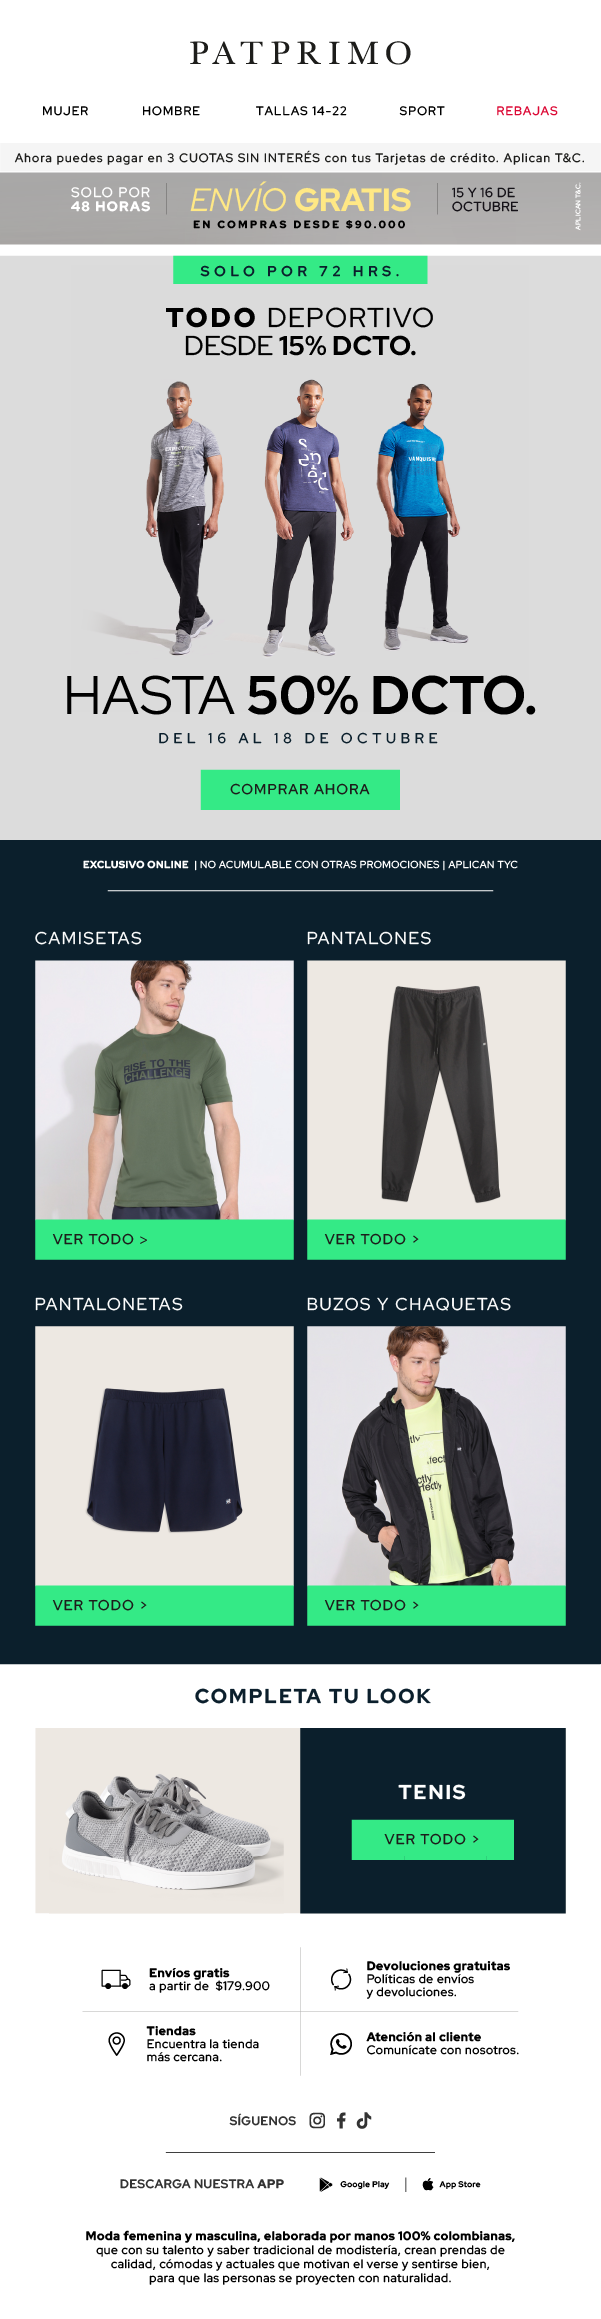 PATPRIMO
MUJER HOMBRE TALLAS 14-22 SPORT REBAJAS
Ahora puedes pagar en 3 CUOTAS SIN INTERÉS con tus Tarjetas de crédito. Aplican T&C.
SOLO POR
48 HORAS
ENVÍO GRATIS
EN COMPRAS DESDE $90.000
15 Y 16 DE
OCTUBRE
APLICAN T&C.
SOLO POR 72 HRS.
TODO DEPORTIVO
DESDE 15% DCTO.
VANQUISH
HASTA 50% DCTO.
DEL 16 AL 18 DE OCTUBRE
COMPRAR AHORA
EXCLUSIVO ONLINE | NO ACUMULABLE CON OTRAS PROMOCIONES | APLICAN TYC
CAMISETAS
RISE TO THE
CHALLENGE
VER TODO >
PANTALONES
VER TODO >
PANTALONETAS
VER TODO >
BUZOS Y CHAQUETAS
VER TODO >
COMPLETA TU LOOK
TENIS
VER TODO >
Envíos gratis
a partir de $179.900
Devoluciones gratuitas
Políticas de envíos
y devoluciones.
Tiendas
Encuentra la tienda
más cercana.
Atención al cliente
Comunícate con nosotros.
SÍGUENOS
DESCARGA NUESTRA APP Google Play | App Store
Moda femenina y masculina, elaborada por manos 100% colombianas,
que con su talento y saber tradicional de modistería, crean prendas de
calidad, cómodas y actuales que motivan el verse y sentirse bien,
para que las personas se proyecten con naturalidad.